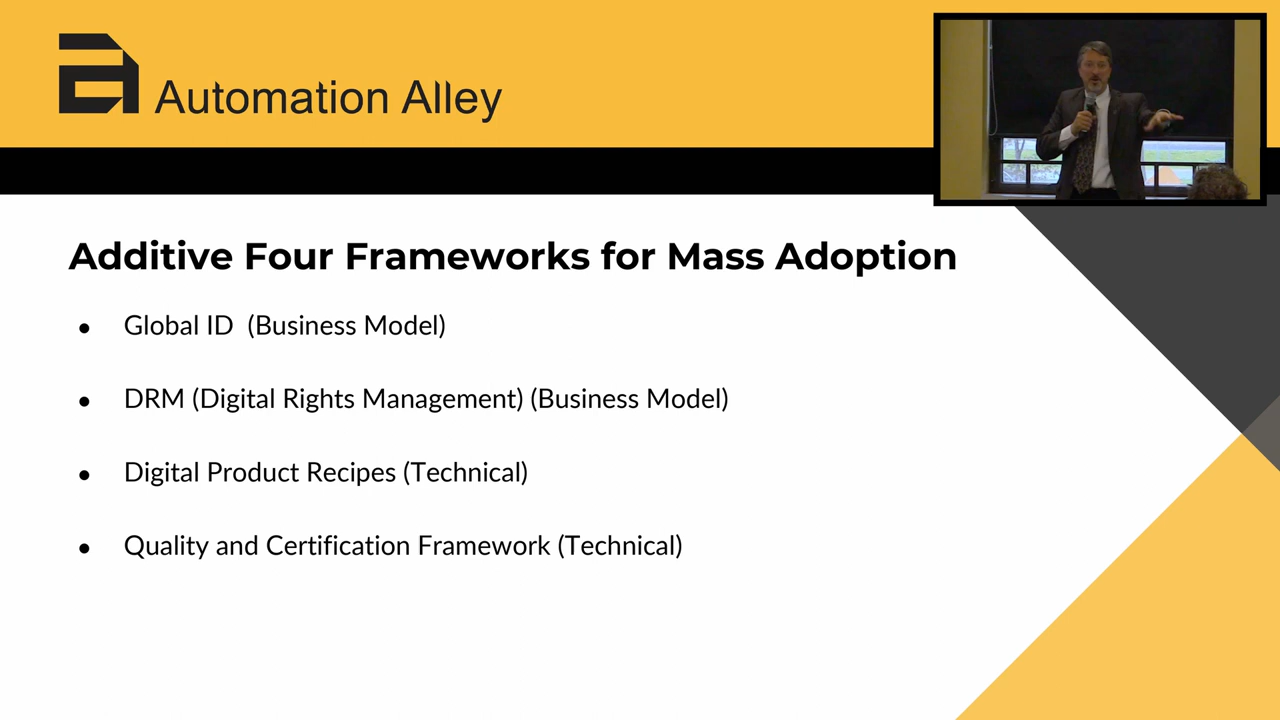 Automation Alley
Additive Four Frameworks for Mass Adoption
● Global ID  (Business Model)
● DRM (Digital Rights Management) (Business Model)
● Digital Product Recipes (Technical)
● Quality and Certification Framework (Technical)